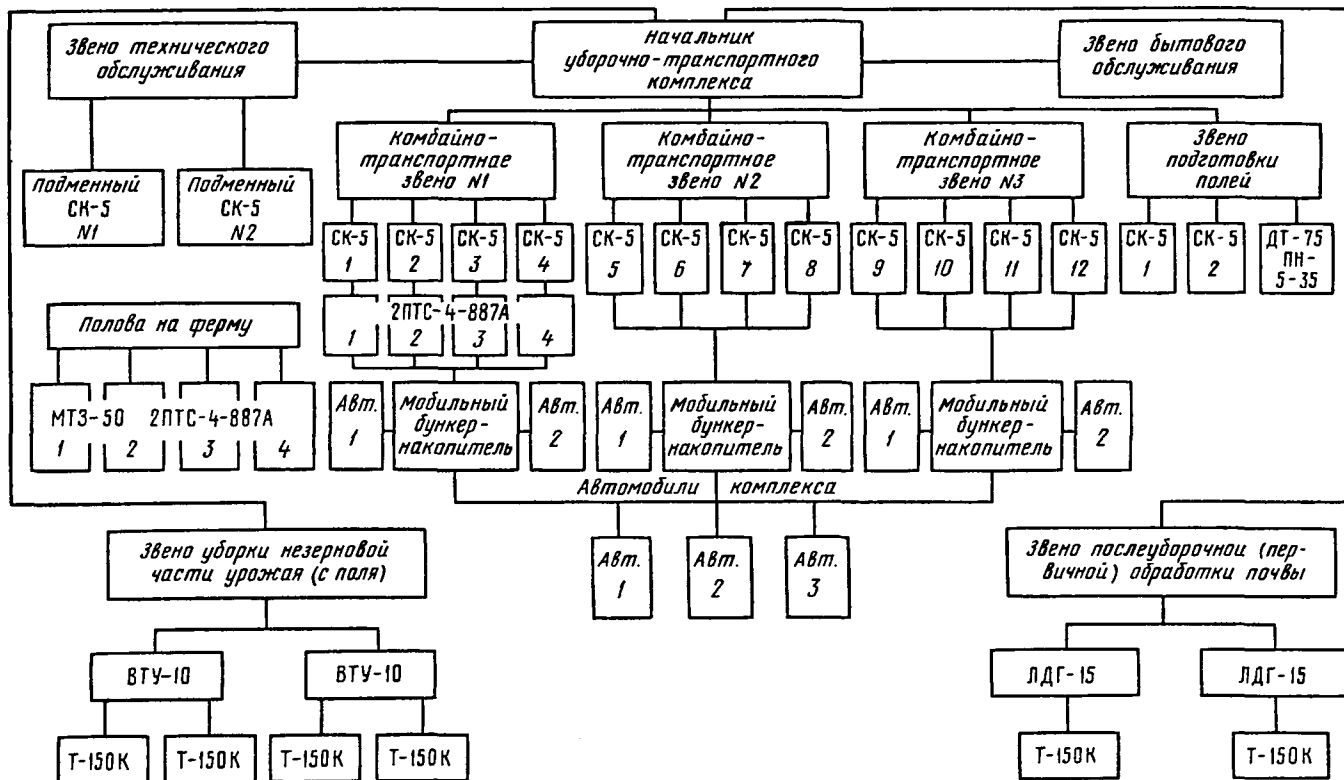 Звено технического
обслуживания
Начальник
уборочно-транспортного
комплекса
Звено бытового
обслуживания
Подменный
СК-5
N1
Подменный
СК-5
N2
Комбайно-
транспортнае
звено N1
Комбайно-
транспортное
звено N2
Комбайно-
транспортное
звено N3
Звено
подготовки
полей
СК-5
1
СК-5
2
СК-5
3
СК-5
4
СК-5
5
СК-5
6
СК-5
7
СК-5
8
СК-5
9
СК-5
10
СК-5
11
СК-5
12
СК-5
1
СК-5
2
ДТ-75
ПН-
5-35
2ПТС-4-887А
1 2 3 4
Полова на ферму
МТЗ-50 2ПТС-4-887А
1 2 3 4
Авт.
1
Мобильный
бункер-
накопитель
Авт.
2
Авт.
1
Мобильный
бункер-
накопитель
Авт.
2
Авт.
1
Мобильный
бункер-
накопитель
Авт.
2
Автомобили комплекса
Авт.
1
Авт.
2
Авт.
3
Звено уборки незерновой
части урожая (с поля)
ВТУ-10
ВТУ-10
Т-150К
Т-150К
Т-150К
Т-150К
Звено послеуборочной (пер-
вичной) обработки почвы
ЛДГ-15
ЛДГ-15
Т-150К
Т-150К